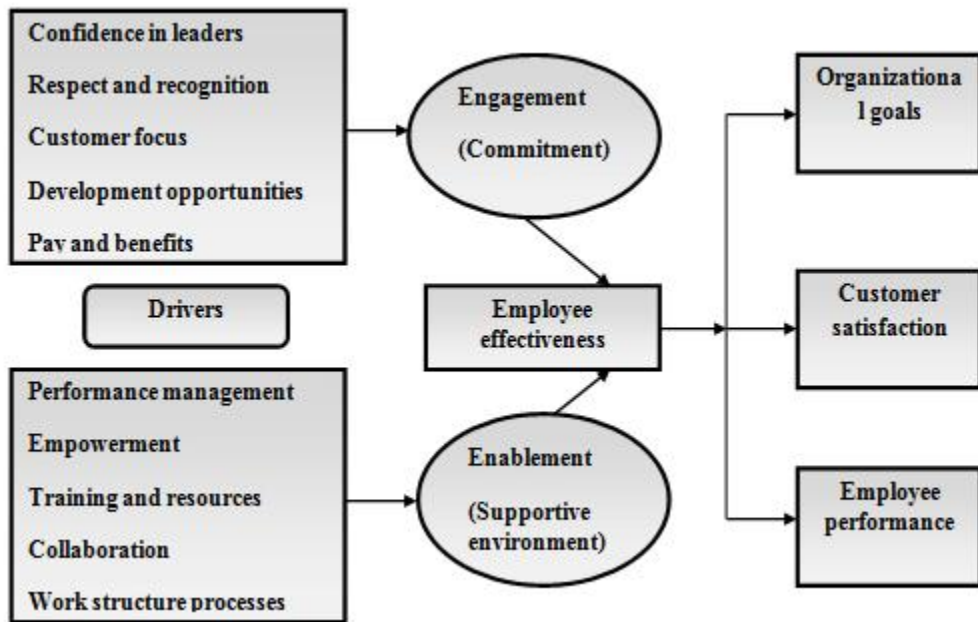 Confidence in leaders
Respect and recognition
Customer focus
Development opportunities
Pay and benefits
Drivers
Performance management
Empowerment
Training and resources
Collaboration
Work structure processes
Engagement
(Commitment)
Employee
effectiveness
Enablement
(Supportive
environment)
Organizationa
l goals
Customer
satisfaction
Employee
performance